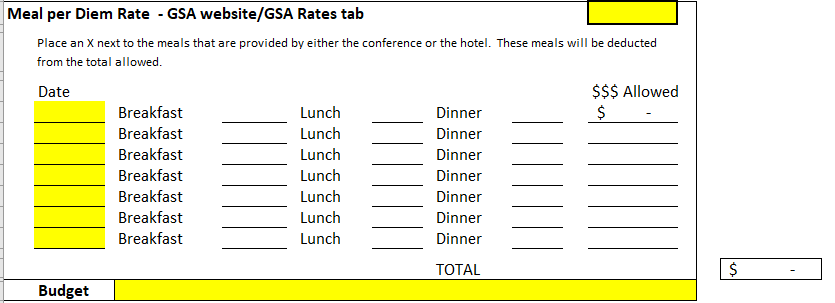 Meal per Diem Rate - GSA website/GSA Rates tab
Place an X next to the meals that are provided by either the conference or the hotel. These meals will be deducted
from the total allowed.
Date $$$ Allowed
Breakfast Lunch Dinner $ -
Breakfast Lunch Dinner
Breakfast Lunch Dinner
Breakfast Lunch Dinner
Breakfast Lunch Dinner
Breakfast Lunch Dinner
Breakfast Lunch Dinner
TOTAL $ -
Budget